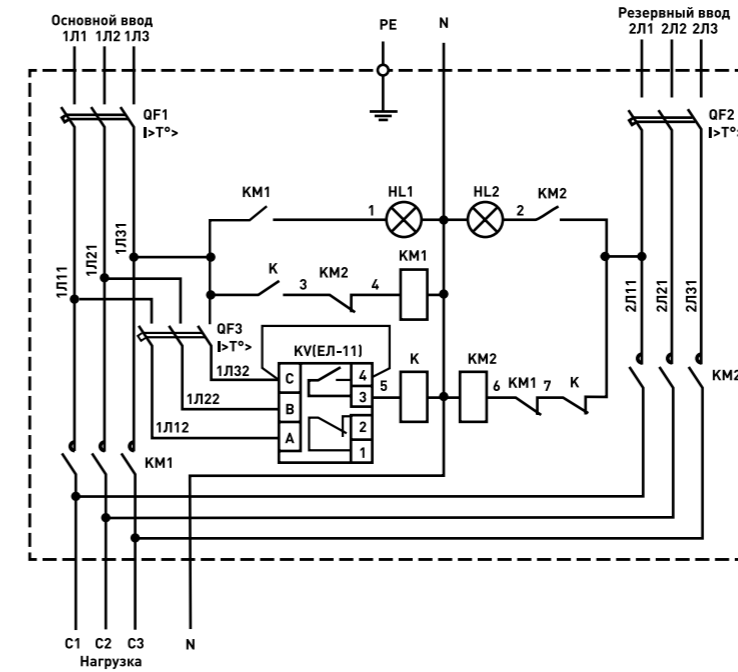 Основной ввод
1Л1 1Л2 1Л3
PE
N
Резервный ввод
2Л1 2Л2 2Л3
QF1
I>T°>
QF2
I>T°>
KM1
1
HL1
HL2
2
KM2
1Л11
1Л21
1Л31
K
3
KM2
4
KM1
2Л11
2Л21
2Л31
QF3
I>T°>
KV(ЕЛ-11)
1Л32
C
4
5
K
KM2
6
KM1
7
K
KM2
3
1Л22
B
2
1Л12
A
1
KM1
C1 C2 C3 N
Нагрузка